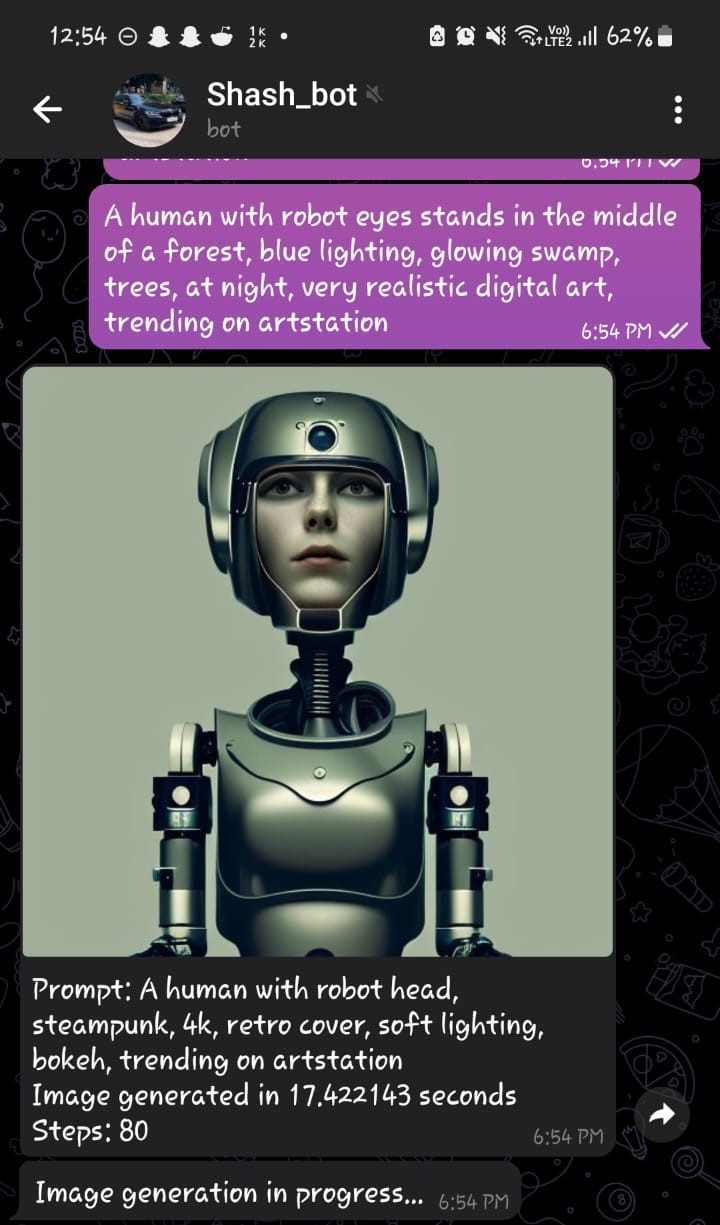 12:54
1K
2K
Vo))
LTE2
62%
Shash_bot
bot
6:54 PM
A human with robot eyes stands in the middle
of a forest, blue lighting, glowing swamp,
trees, at night, very realistic digital art,
trending on artstation
6:54 PM
Prompt: A human with robot head,
steampunk, 4k, retro cover, soft lighting,
bokeh, trending on artstation
Image generated in 17.422143 seconds
Steps: 80
6:54 PM
Image generation in progress... 6:54 PM